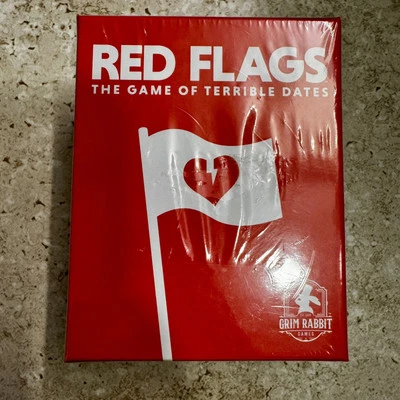 RED FLAGS
THE GAME OF TERRIBLE DATES
GRIM RABBIT
GAMES